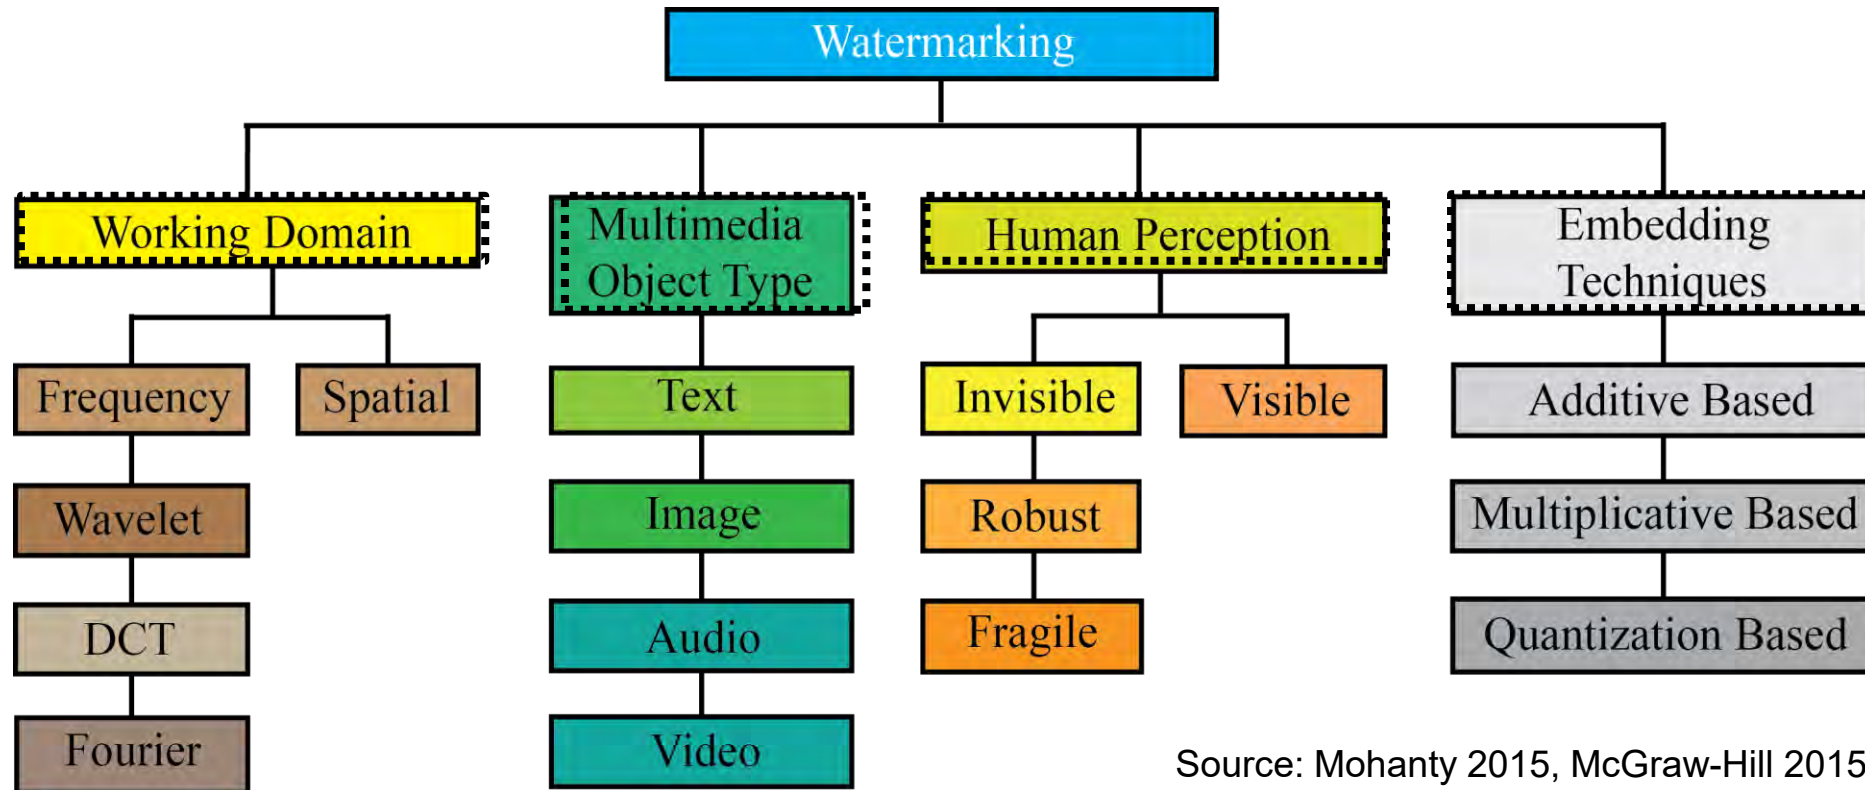 Watermarking
Working Domain
Multimedia
Object Type
Human Perception
Embedding
Techniques
Frequency
Spatial
Text
Invisible
Visible
Additive Based
Wavelet
Image
Robust
Multiplicative Based
DCT
Audio
Fragile
Quantization Based
Fourier
Video
Source: Mohanty 2015, McGraw-Hill 2015